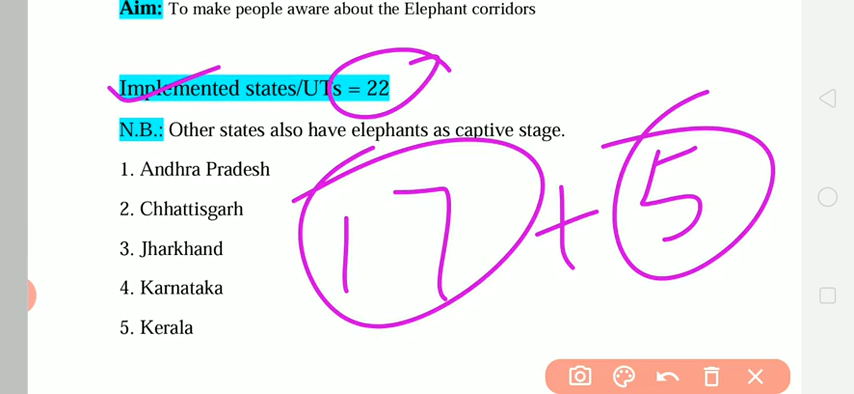 Aim: To make people aware about the Elephant corridors
Implemented states/UTs = 22
N.B.: Other states also have elephants as captive stage.
1. Andhra Pradesh
2. Chhattisgarh
3. Jharkhand
4. Karnataka
5. Kerala
17 + 5